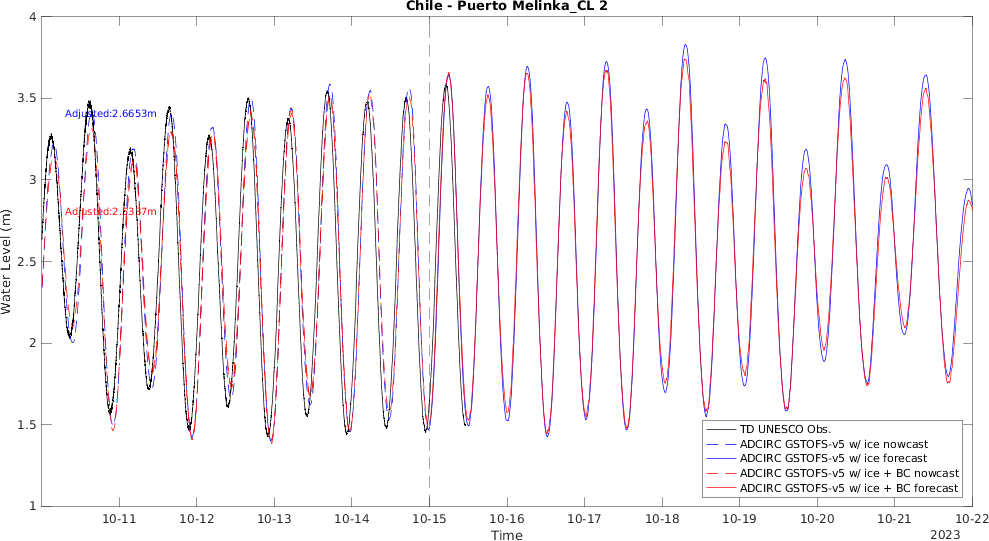 Chile - Puerto Melinka_CL 2
Water Level (m)
4
3.5
3
2.5
2
1.5
1
Adjusted:2.6653m
TD UNESCO Obs.
ADCIRC GSTOFS-v5 w/ ice nowcast
ADCIRC GSTOFS-v5 w/ ice forecast
ADCIRC GSTOFS-v5 w/ ice + BC nowcast
ADCIRC GSTOFS-v5 w/ ice + BC forecast
10-11
10-12
10-13
10-14
10-15
10-16
10-17
10-18
10-19
10-20
10-21
10-22
Time
2023